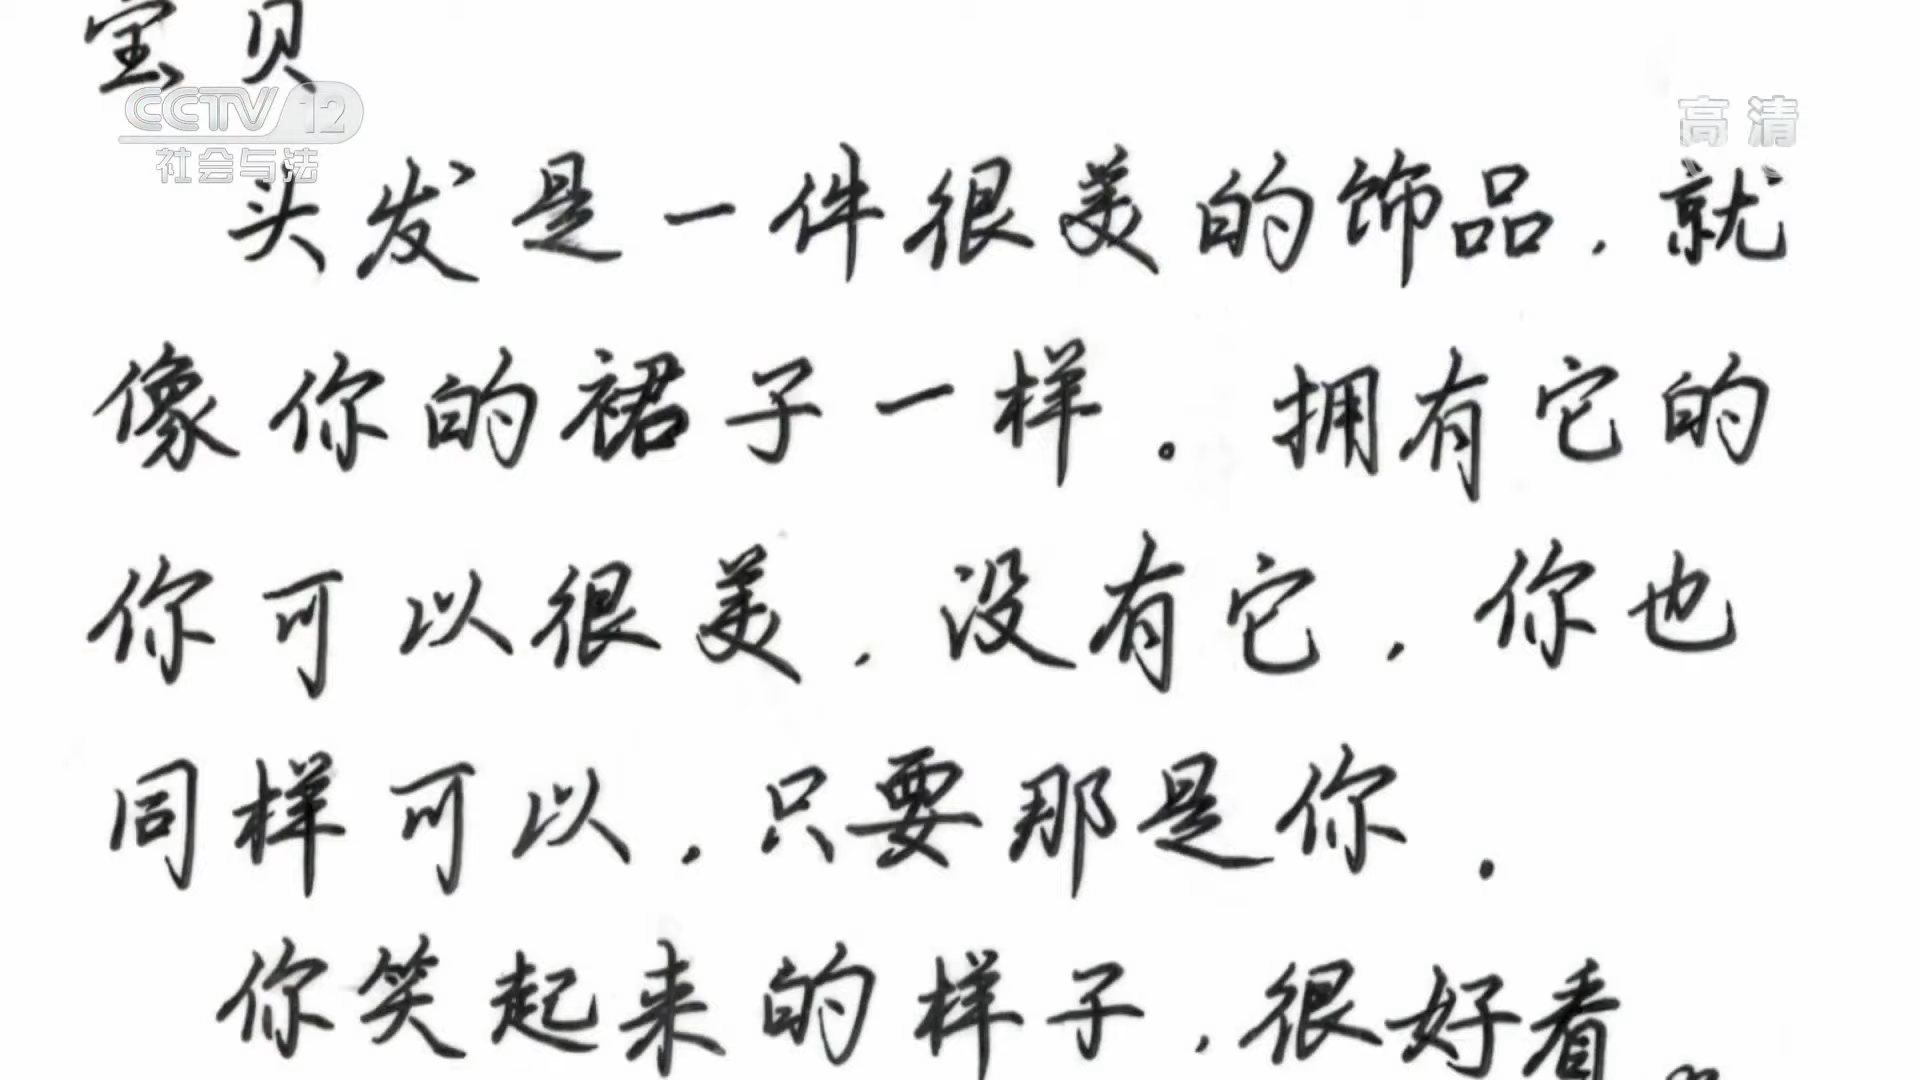 宝贝
CCTV 12
社会与法
高清
头发是一件很美的饰品，就
像你的裙子一样。拥有它的
你可以很美，没有它，你也
同样可以，只要那是你．
你笑起来的样子，很好看